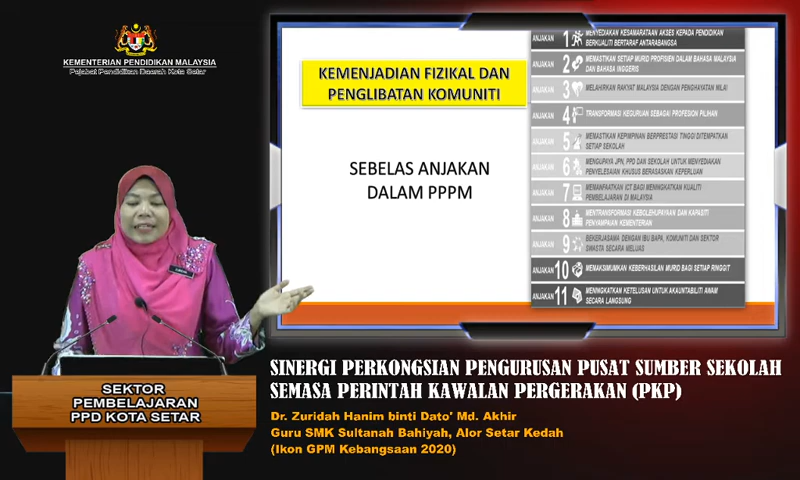 KEMENTERIAN PENDIDIKAN MALAYSIA
Pejabat Pendidikan Daerah Kota Setar
KEMENJADIAN FIZIKAL DAN
PENGLIBATAN KOMUNITI
SEBELAS ANJAKAN
DALAM PPPM
ANJAKAN 1 MENYEDIAKAN KESAMARATAAN AKSES KEPADA PENDIDIKAN
BERKUALITI BERTARAF ANTARABANGSA
ANJAKAN 2 MEMASTIKAN SETIAP MURID PROFISIEN DALAM BAHASA MALAYSIA
DAN BAHASA INGGERIS
ANJAKAN 3 MELAHIRKAN RAKYAT MALAYSIA DENGAN PENGHAYATAN NILAI
ANJAKAN 4 TRANSFORMASI KEGURUAN SEBAGAI PROFESION PILIHAN
ANJAKAN 5 MEMASTIKAN KEPIMPINAN BERPRESTASI TINGGI DITEMPATKAN
SETIAP SEKOLAH
ANJAKAN 6 MENGUPAYA JPN, PPD DAN SEKOLAH UNTUK MENYEDIAKAN
PENYELESAIAN KHUSUS BERASASKAN KEPERLUAN
ANJAKAN 7 MEMANFAATKAN ICT BAGI MENINGKATKAN KUALITI
PEMBELAJARAN DI MALAYSIA
ANJAKAN 8 MENTRANSFORMASI KEBOLEHUPAYAAN DAN KAPASITI
PENYAMPAIAN KEMENTERIAN
ANJAKAN 9 BEKERJASAMA DENGAN IBU BAPA, KOMUNITI DAN SEKTOR
SWASTA SECARA MELUAS
ANJAKAN 10 MEMAKSIMUMKAN KEBERHASILAN MURID BAGI SETIAP RINGGIT
ANJAKAN 11 MENINGKATKAN KETELUSAN UNTUK AKAUNTABILITI AWAM
SECARA LANGSUNG
SINERGI PERKONGSIAN PENGURUSAN PUSAT SUMBER SEKOLAH
SEMASA PERINTAH KAWALAN PERGERAKAN (PKP)
Dr. Zuridah Hanim binti Dato' Md. Akhir
Guru SMK Sultanah Bahiyah, Alor Setar Kedah
(Ikon GPM Kebangsaan 2020)
SEKTOR
PEMBELAJARAN
PPD KOTA SETAR